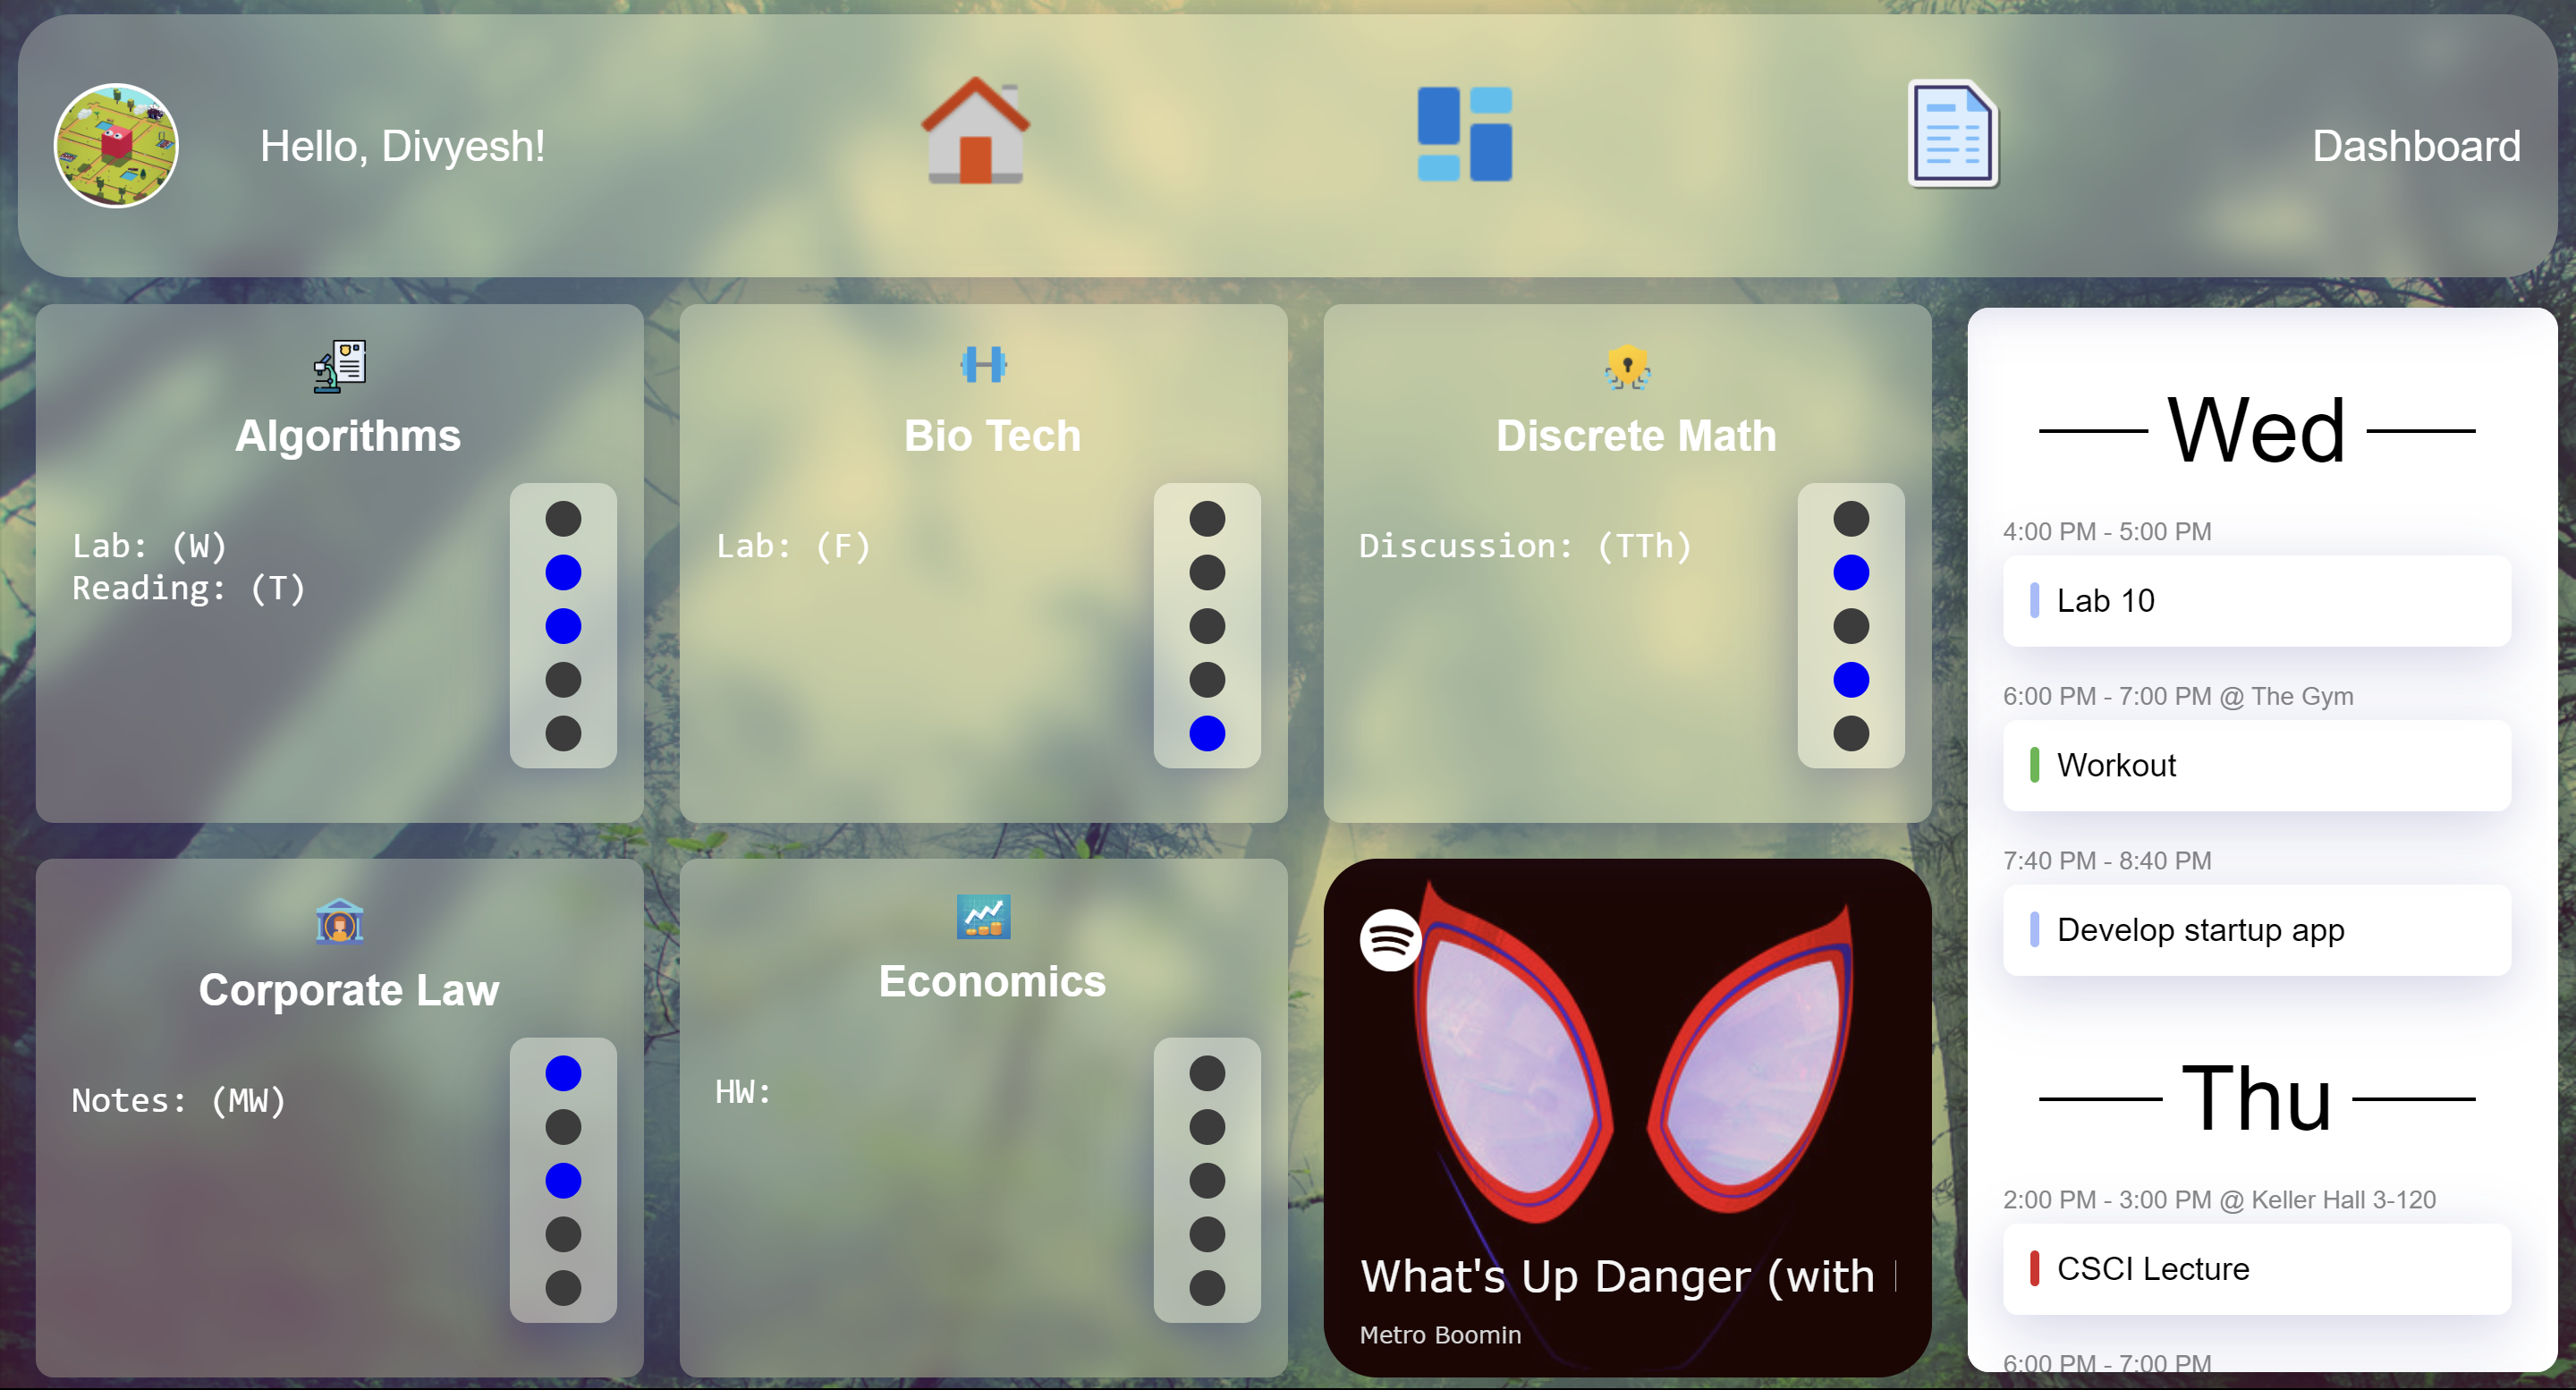 Hello, Divyesh!
Dashboard
Algorithms
Lab: (W)
Reading: (T)
Bio Tech
Lab: (F)
Discrete Math
Discussion: (TTh)
Corporate Law
Notes: (MW)
Economics
HW:
What's Up Danger (with
Metro Boomin
Wed
4:00 PM - 5:00 PM
Lab 10
6:00 PM - 7:00 PM @ The Gym
Workout
7:40 PM - 8:40 PM
Develop startup app
Thu
2:00 PM - 3:00 PM @ Keller Hall 3-120
CSCI Lecture
6:00 PM - 7:00 PM